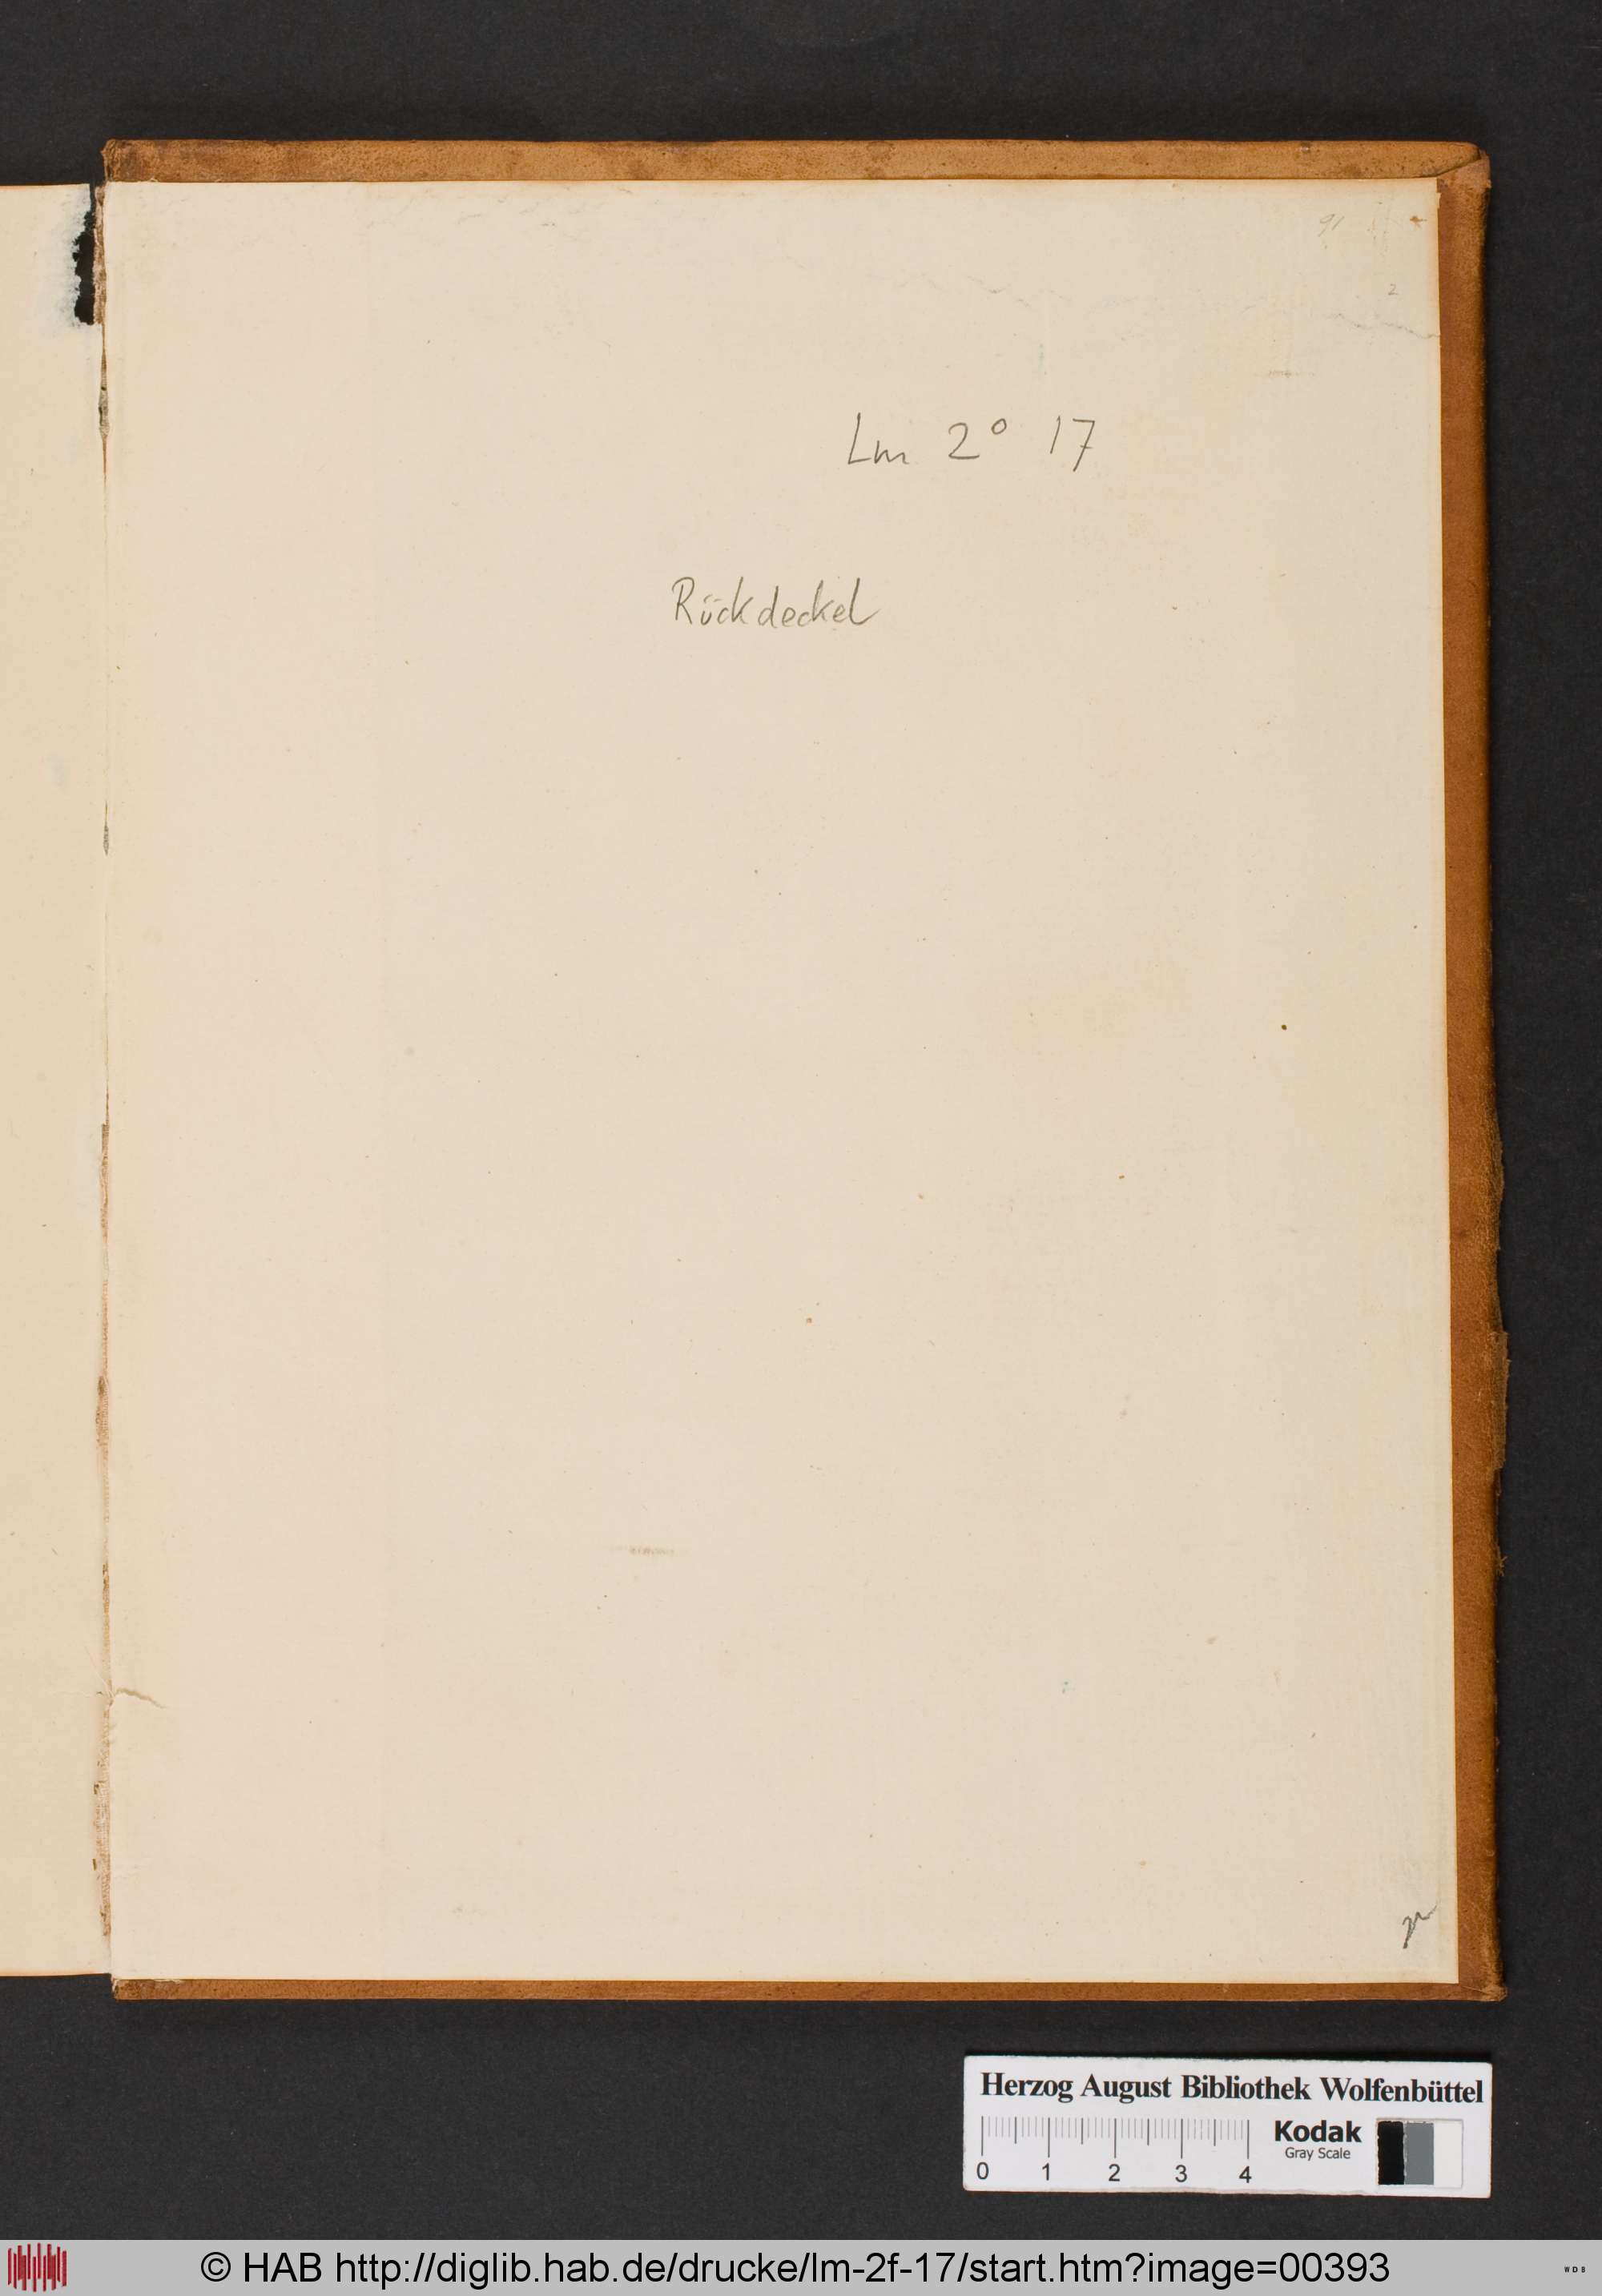 91
2
Lm 2° 17
Rückdeckel
Herzog August Bibliothek Wolfenbüttel
Kodak
Gray Scale
0 1 2 3 4
© HAB http://diglib.hab.de/drucke/lm-2f-17/start.htm?image=00393
WDB